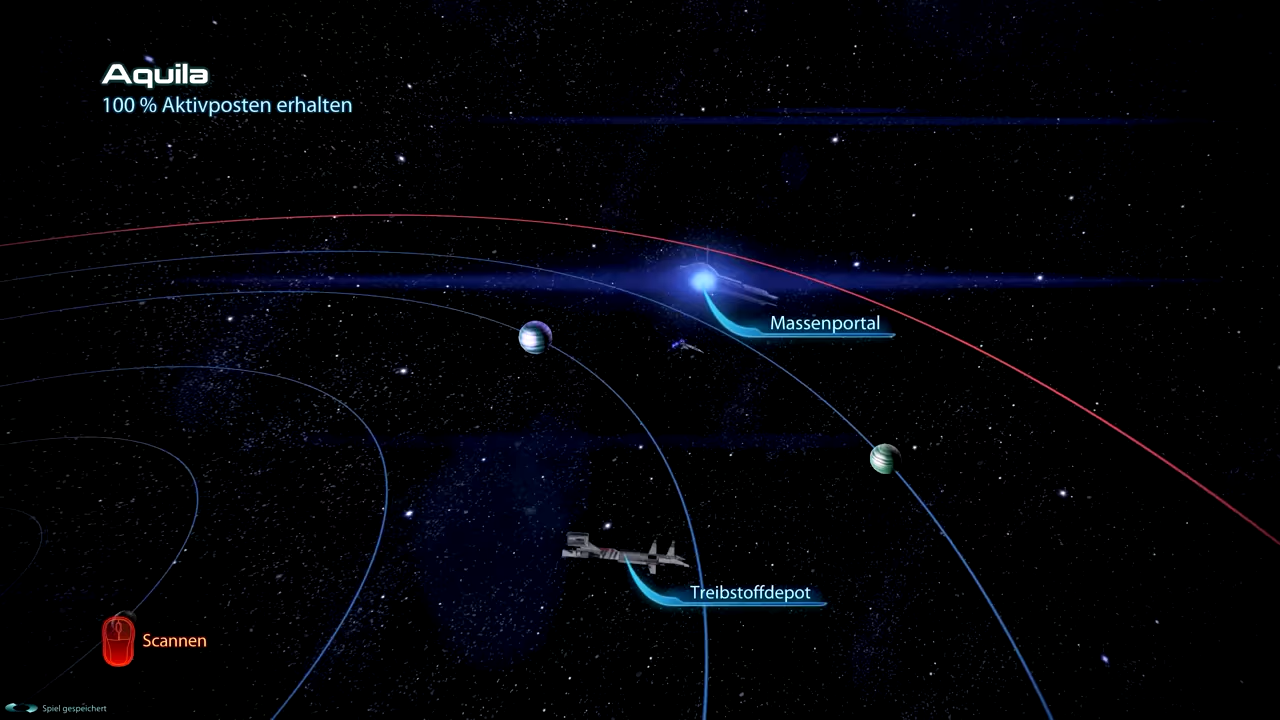 Aquila
100 % Aktivposten erhalten
Massenportal
Treibstoffdepot
Scannen
Spiel gespeichert